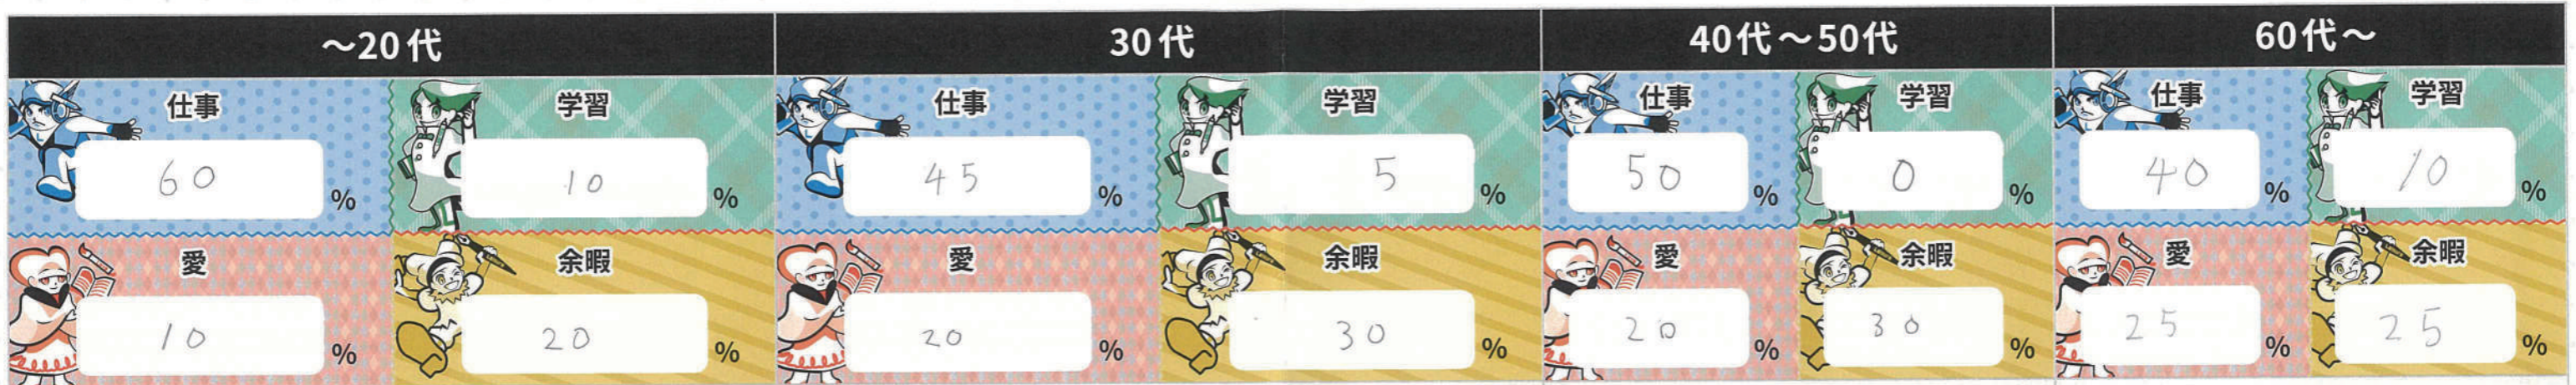 ～20代 30代 40代～50代 60代～
仕事 学習 仕事 学習 仕事 学習 仕事 学習
60 % 10 % 45 % 5 % 50 % 0 % 40 % 10 %
愛 余暇 愛 余暇 愛 余暇 愛 余暇
10 % 20 % 20 % 30 % 20 % 30 % 25 % 25 %